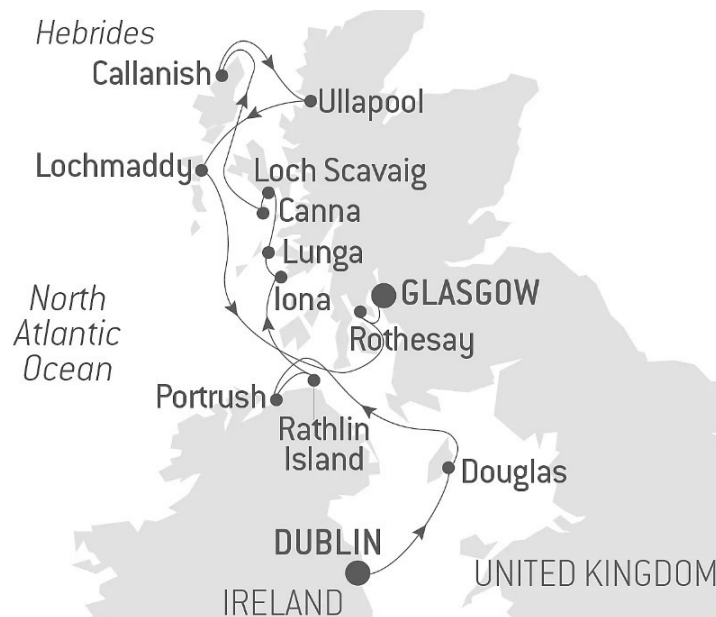 Hebrides
Callanish
Ullapool
Lochmaddy
Loch Scavaig
Canna
Lunga
Iona
North
Atlantic
Ocean
GLASGOW
Rothesay
Portrush
Rathlin
Island
Douglas
DUBLIN
UNITED KINGDOM
IRELAND